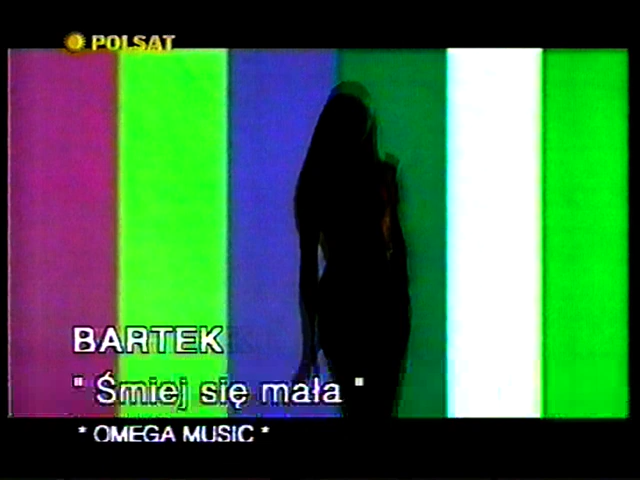 POLSAT
BARTEK
" Śmiej się mała "
* OMEGA MUSIC *